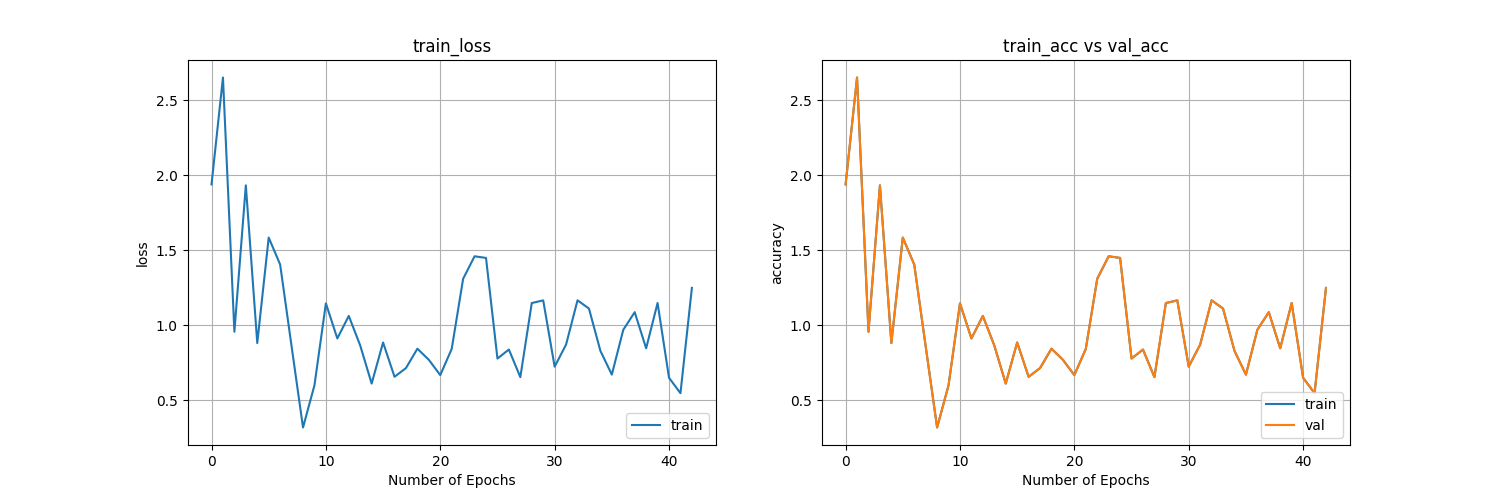 train_loss
loss
2.5
2.0
1.5
1.0
0.5
0 10 20 30 40
Number of Epochs
train
train_acc vs val_acc
accuracy
2.5
2.0
1.5
1.0
0.5
0 10 20 30 40
Number of Epochs
train
val